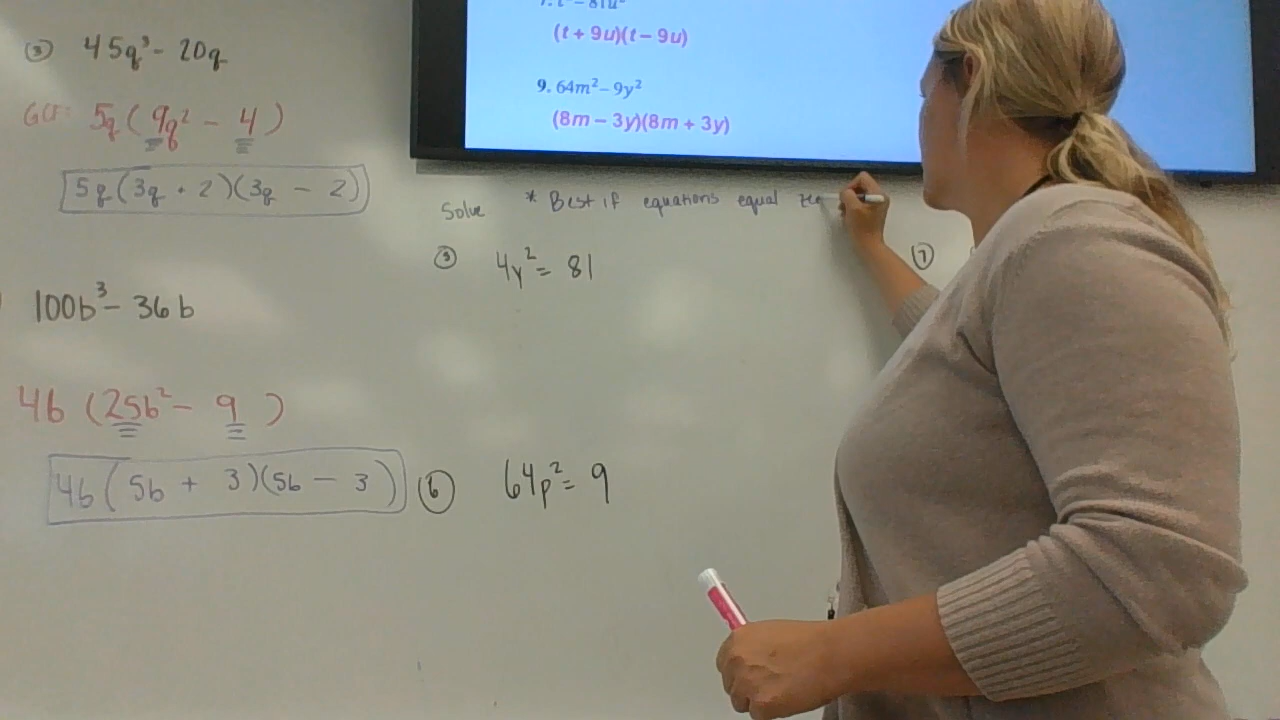 ③ 45q³ - 20q
GCF: 5q ( 9q² - 4 )
5q (3q + 2)(3q - 2)
100b³ - 36b
4b (25b² - 9 )
4b ( 5b + 3)(5b - 3 )
(t + 9u)(t − 9u)
9. 64m² − 9y²
(8m − 3y)(8m + 3y)
Solve * Best if equations equal
③ 4y² = 81
⑦
⑥ 64p² = 9